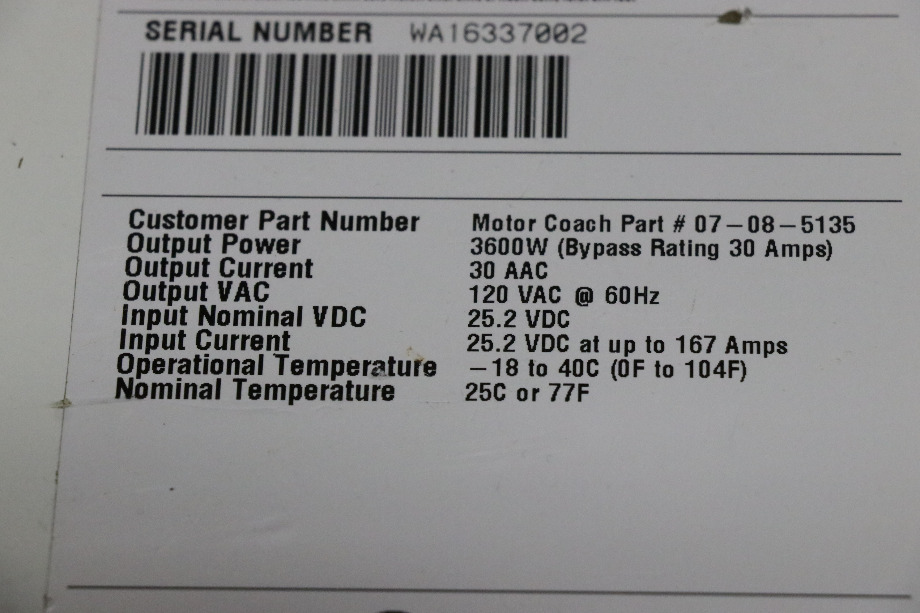 SERIAL NUMBER WA16337002
Customer Part Number Motor Coach Part # 07-08-5135
Output Power 3600W (Bypass Rating 30 Amps)
Output Current 30 AAC
Output VAC 120 VAC @ 60Hz
Input Nominal VDC 25.2 VDC
Input Current 25.2 VDC at up to 167 Amps
Operational Temperature -18 to 40C (0F to 104F)
Nominal Temperature 25C or 77F